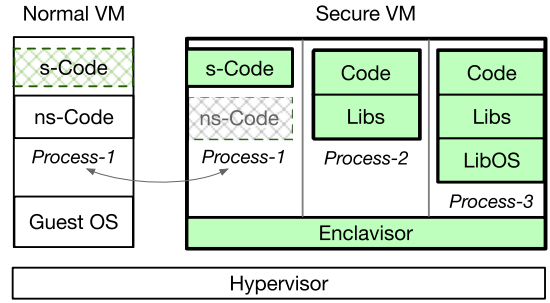 Normal VM
Secure VM
s-Code
ns-Code
Process-1
Guest OS
s-Code
ns-Code
Process-1
Code
Libs
Process-2
Code
Libs
LibOS
Process-3
Enclavisor
Hypervisor